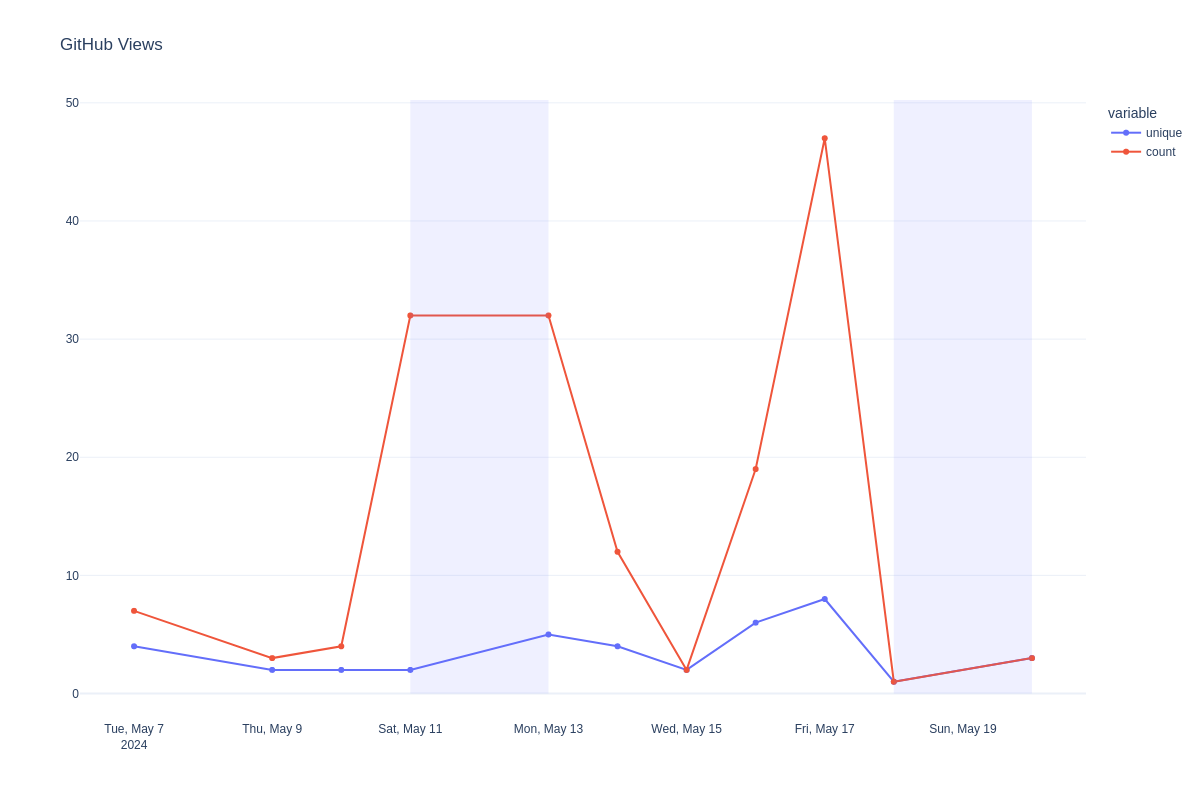 GitHub Views
50
40
30
20
10
0
Tue, May 7
2024
Thu, May 9
Sat, May 11
Mon, May 13
Wed, May 15
Fri, May 17
Sun, May 19
variable
unique
count